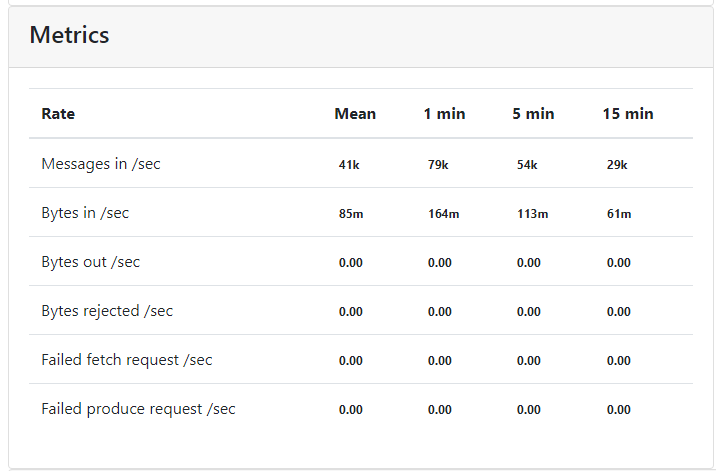 Metrics
Rate Mean 1 min 5 min 15 min
Messages in /sec 41k 79k 54k 29k
Bytes in /sec 85m 164m 113m 61m
Bytes out /sec 0.00 0.00 0.00 0.00
Bytes rejected /sec 0.00 0.00 0.00 0.00
Failed fetch request /sec 0.00 0.00 0.00 0.00
Failed produce request /sec 0.00 0.00 0.00 0.00